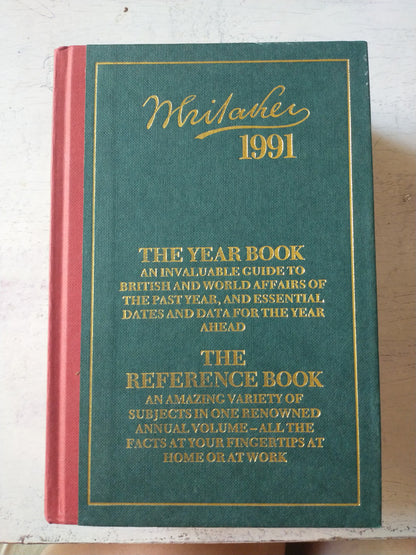 Whitaker
1991
THE YEAR BOOK
AN INVALUABLE GUIDE TO
BRITISH AND WORLD AFFAIRS OF
THE PAST YEAR, AND ESSENTIAL
DATES AND DATA FOR THE YEAR
AHEAD
THE
REFERENCE BOOK
AN AMAZING VARIETY OF
SUBJECTS IN ONE RENOWNED
ANNUAL VOLUME – ALL THE
FACTS AT YOUR FINGERTIPS AT
HOME OR AT WORK